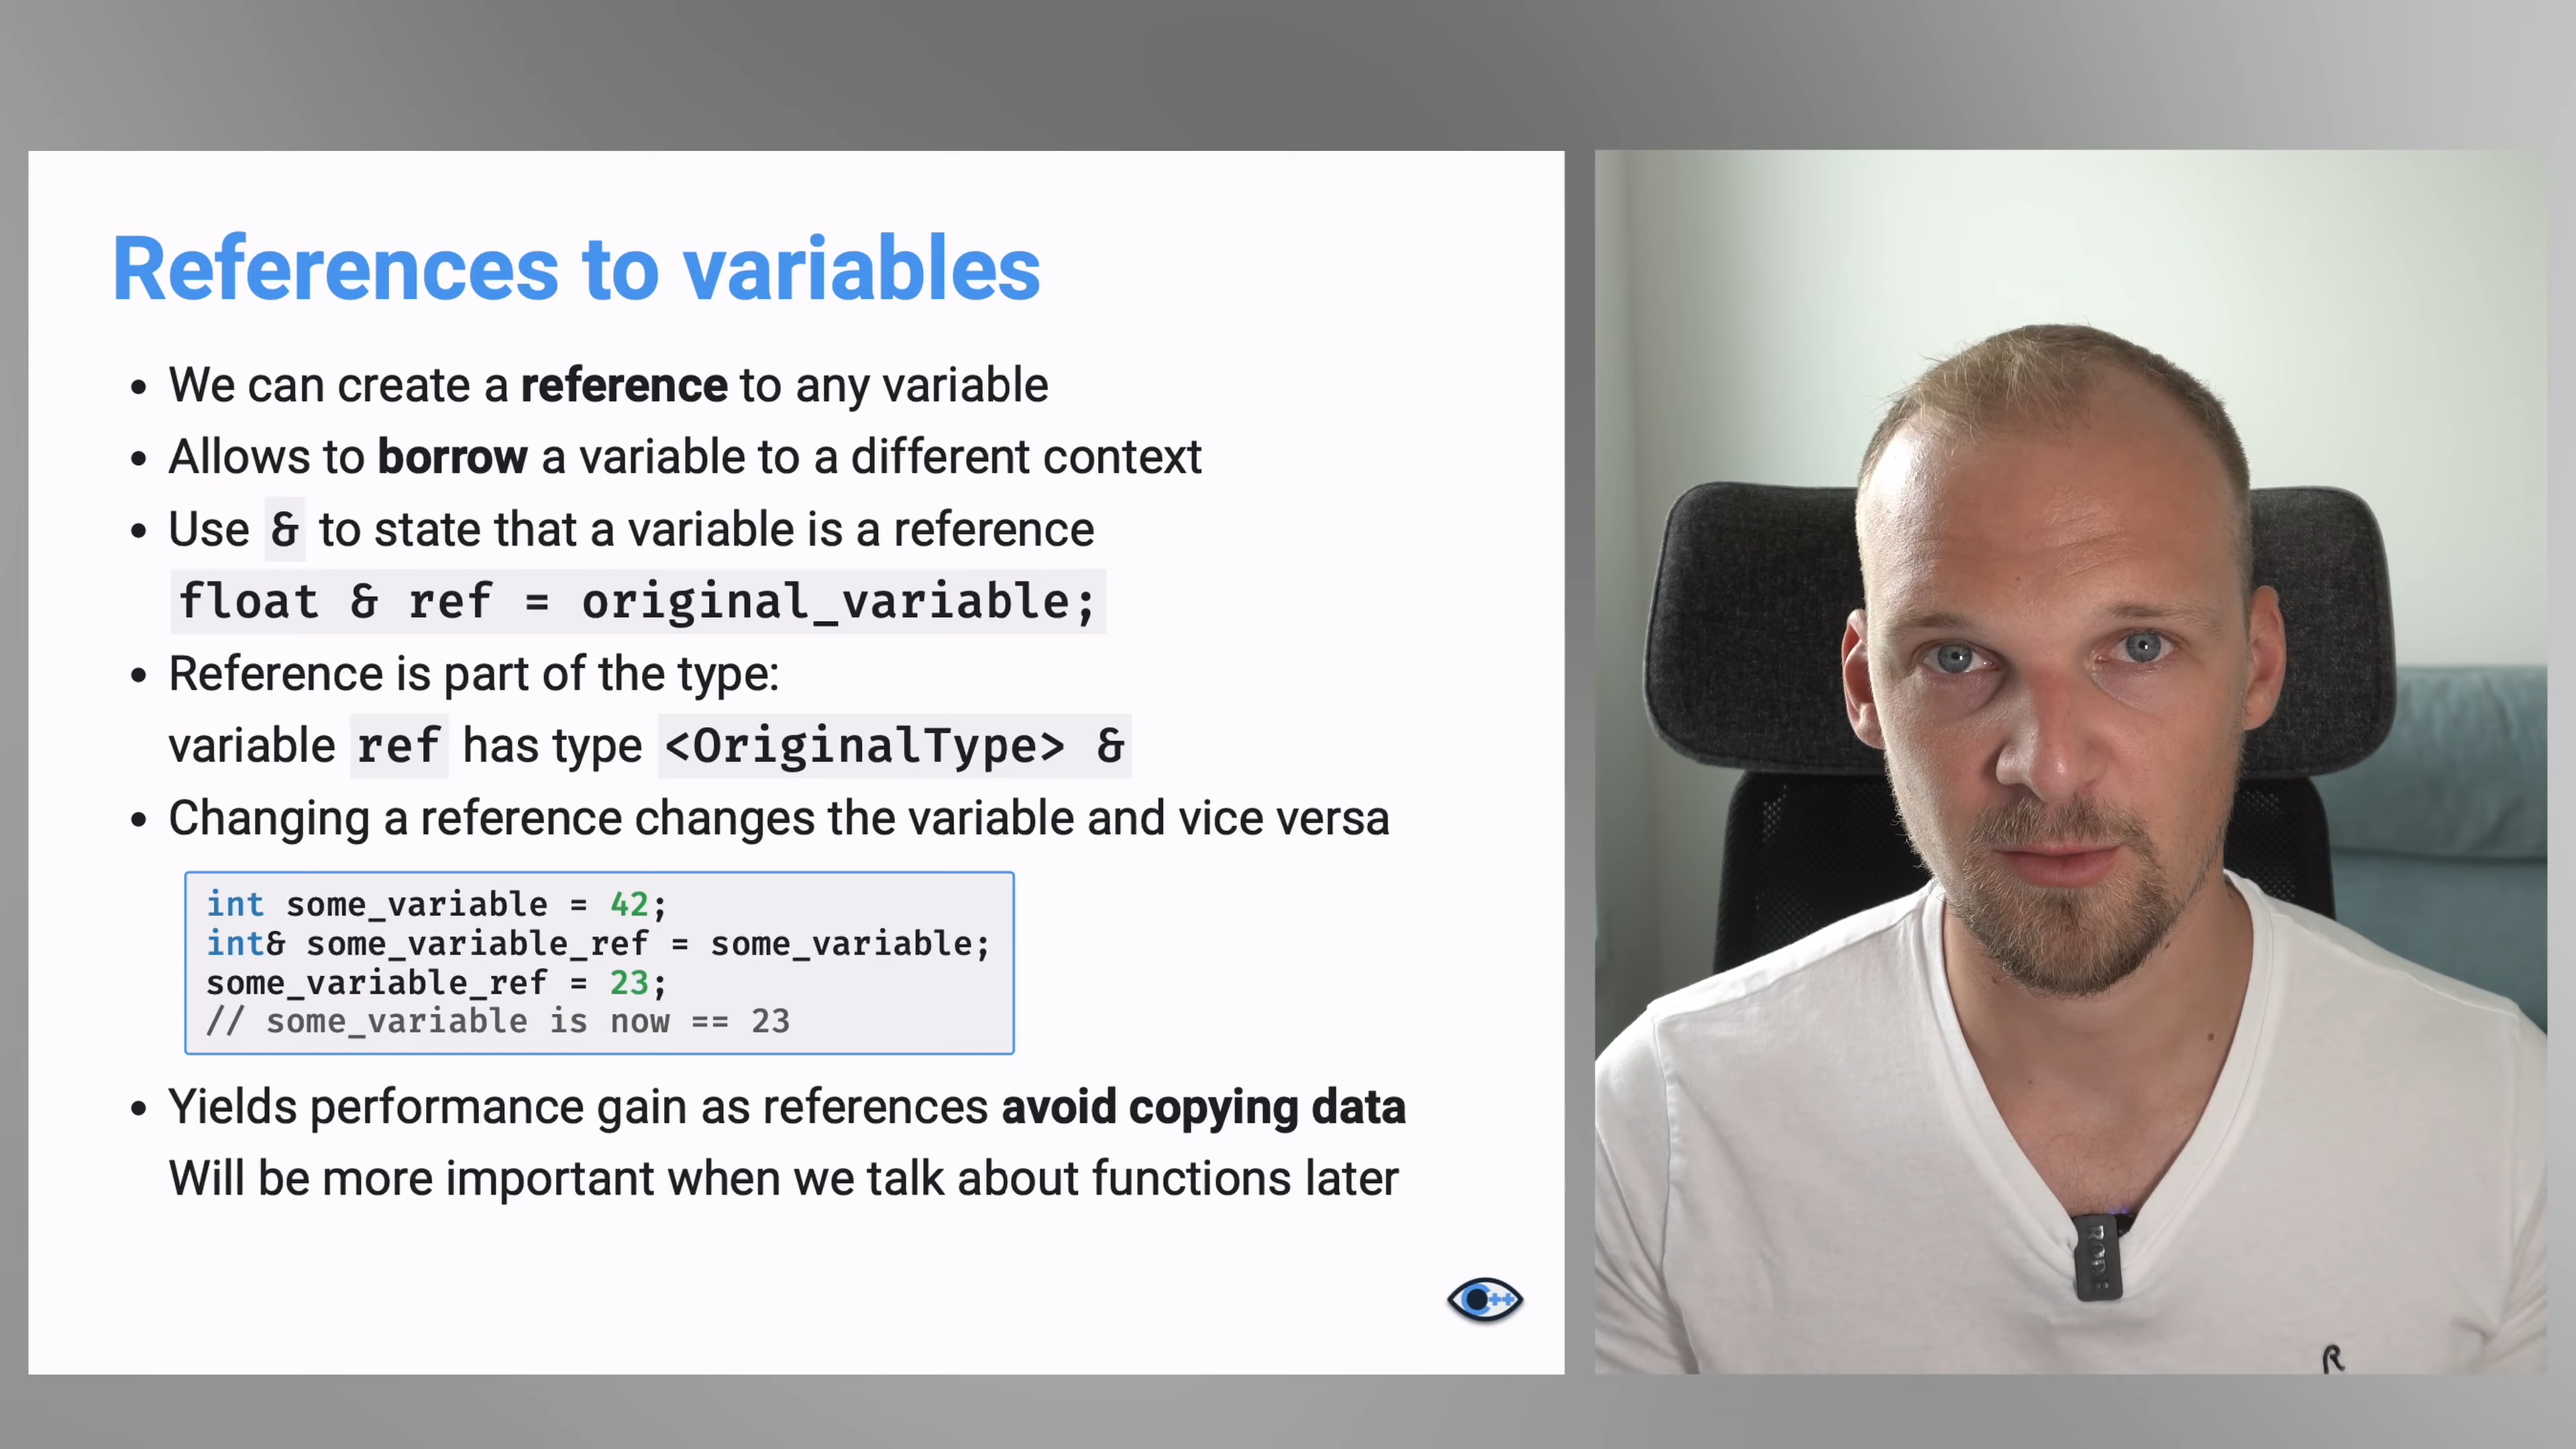 References to variables
We can create a reference to any variable
Allows to borrow a variable to a different context
Use & to state that a variable is a reference
float & ref = original_variable;
Reference is part of the type:
variable ref has type <OriginalType> &
Changing a reference changes the variable and vice versa
int some_variable = 42;
int& some_variable_ref = some_variable;
some_variable_ref = 23;
// some_variable is now == 23
Yields performance gain as references avoid copying data
Will be more important when we talk about functions later
C++
RODE
R